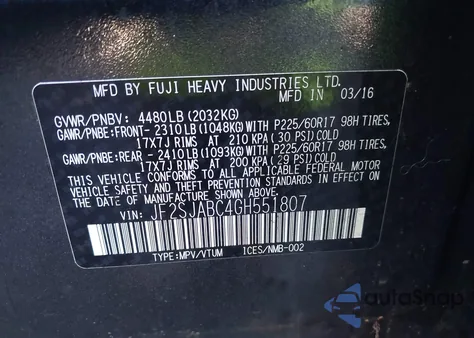 MFD BY FUJI HEAVY INDUSTRIES LTD.
MFD IN 03/16
GVWR/PNBV: 4480LB (2032KG)
GAWR/PNBE: FRONT- 2310LB (1048KG) WITH P225/60R17 98H TIRES,
17X7J RIMS AT 210 KPA (30 PSI) COLD
GAWR/PNBE: REAR - 2410LB (1093KG) WITH P225/60R17 98H TIRES,
17X7J RIMS AT 200 KPA (29 PSI) COLD
THIS VEHICLE CONFORMS TO ALL APPLICABLE FEDERAL MOTOR
VEHICLE SAFETY, BUMPER, AND THEFT PREVENTION STANDARDS IN EFFECT
ON THE DATE OF MANUFACTURE SHOWN ABOVE.
VIN: JF2SJABC4GH551807
TYPE:MPV/VTUM ICES/NMB-002
autoSnap